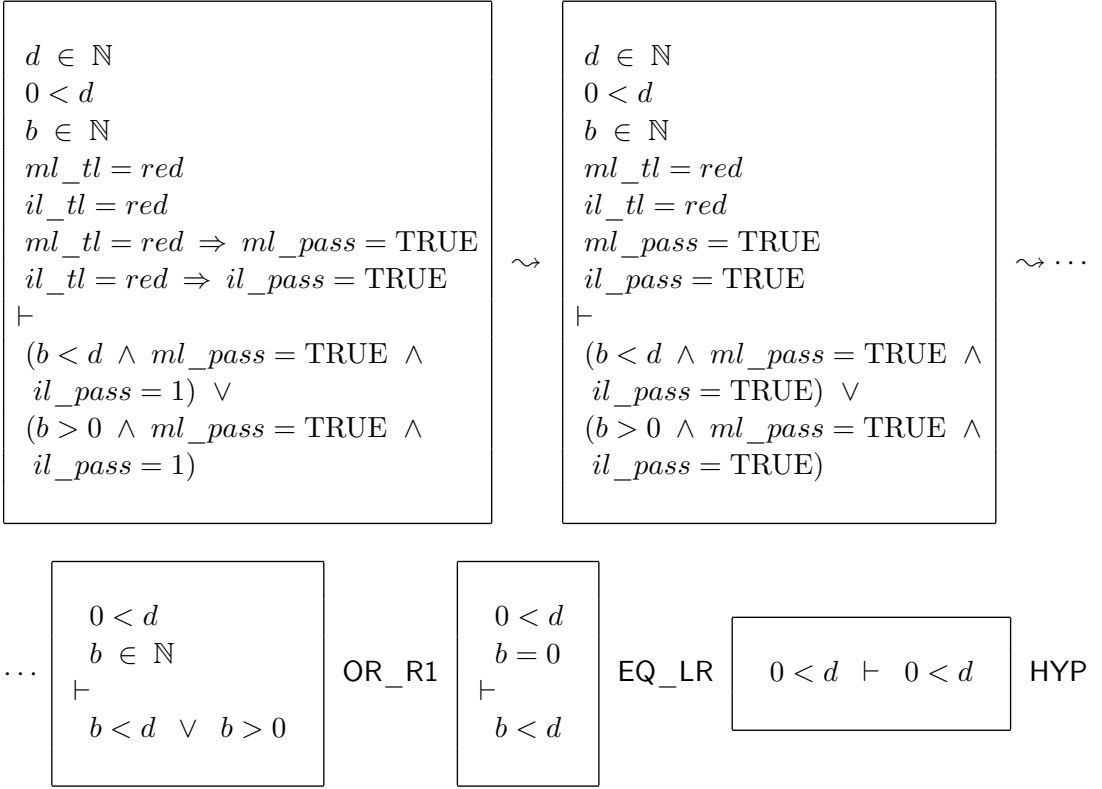 d ∈ ℕ
0 < d
b ∈ ℕ
ml_tl = red
il_tl = red
ml_tl = red ⇒ ml_pass = TRUE
il_tl = red ⇒ il_pass = TRUE
⊢
(b < d ∧ ml_pass = TRUE ∧
il_pass = 1) ∨
(b > 0 ∧ ml_pass = TRUE ∧
il_pass = 1)
⇝
d ∈ ℕ
0 < d
b ∈ ℕ
ml_tl = red
il_tl = red
ml_pass = TRUE
il_pass = TRUE
⊢
(b < d ∧ ml_pass = TRUE ∧
il_pass = TRUE) ∨
(b > 0 ∧ ml_pass = TRUE ∧
il_pass = TRUE)
⇝ ⋯
⋯
0 < d
b ∈ ℕ
⊢
b < d ∨ b > 0
OR_R1
0 < d
b = 0
⊢
b < d
EQ_LR
0 < d ⊢ 0 < d
HYP